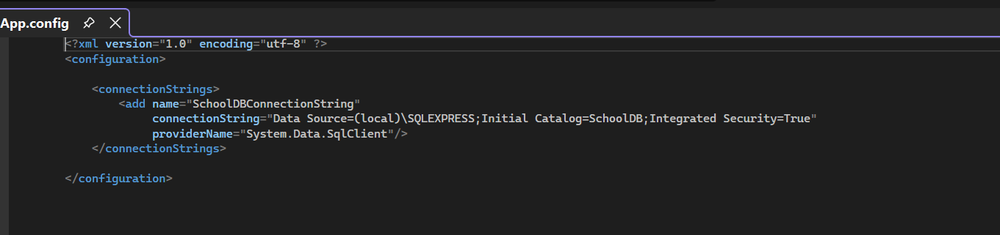 App.config
<?xml version="1.0" encoding="utf-8" ?>
<configuration>
<connectionStrings>
<add name="SchoolDBConnectionString"
connectionString="Data Source=(local)\SQLEXPRESS;Initial Catalog=SchoolDB;Integrated Security=True"
providerName="System.Data.SqlClient"/>
</connectionStrings>
</configuration>